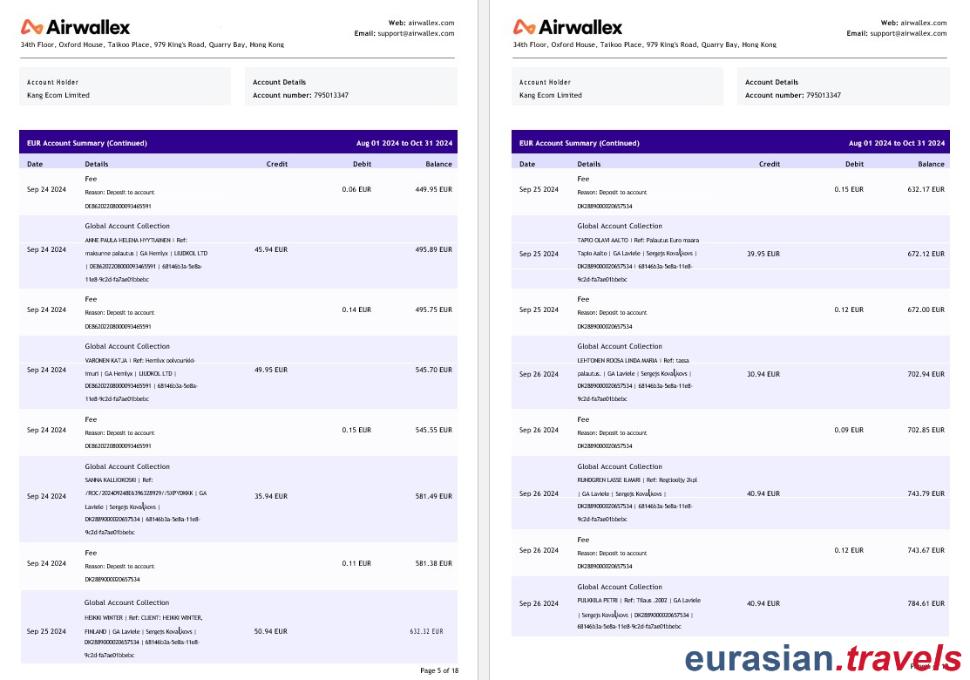 Airwallex
Web: airwallex.com
Email: support@airwallex.com
34th Floor, Oxford House, Taikoo Place, 979 King's Road, Quarry Bay, Hong Kong
Account Holder
Kang Ecom Limited
Account Details
Account number: 795013347
EUR Account Summary (Continued) Aug 01 2024 to Oct 31 2024
Date Details Credit Debit Balance
Fee
Sep 24 2024 Reason: Deposit to account 0.06 EUR 449.95 EUR
DE86202208000093465591
Global Account Collection
ANNE PAULA HELENA HYYTIAINEN | Ref:
Sep 24 2024 maksunne palautus | GA Hemlyx | LIUDKOL LTD 45.94 EUR 495.89 EUR
| DE86202208000093465591 | 68146b3a-5e8a-
11e8-9c2d-fa7ae01bbebc
Fee
Sep 24 2024 Reason: Deposit to account 0.14 EUR 495.75 EUR
DE86202208000093465591
Global Account Collection
VARONEN KATJA | Ref: Hemlyx polvourkki-
Sep 24 2024 imuri | GA Hemlyx | LIUDKOL LTD | 49.95 EUR 545.70 EUR
DE86202208000093465591 | 68146b3a-5e8a-
11e8-9c2d-fa7ae01bbebc
Fee
Sep 24 2024 Reason: Deposit to account 0.15 EUR 545.55 EUR
DE86202208000093465591
Global Account Collection
SANNA KALLIOKOSKI | Ref:
Sep 24 2024 | GA 35.94 EUR 581.49 EUR
Laviele | Sergejs Kovaļkovs |
DK2889000020657534 | 68146b3a-5e8a-11e8-
9c2d-fa7ae01bbebc
Fee
Sep 24 2024 Reason: Deposit to account 0.11 EUR 581.38 EUR
DK2889000020657534
Global Account Collection
HEIKKI WINTER | Ref: CLIENT: HEIKKI WINTER,
Sep 25 2024 FINLAND | GA Laviele | Sergejs Kovaļkovs | 50.94 EUR 632.32 EUR
DK2889000020657534 | 68146b3a-5e8a-11e8-
9c2d-fa7ae01bbebc
Page 5 of 18
Airwallex
Web: airwallex.com
Email: support@airwallex.com
34th Floor, Oxford House, Taikoo Place, 979 King's Road, Quarry Bay, Hong Kong
Account Holder
Kang Ecom Limited
Account Details
Account number: 795013347
EUR Account Summary (Continued) Aug 01 2024 to Oct 31 2024
Date Details Credit Debit Balance
Fee
Sep 25 2024 Reason: Deposit to account 0.15 EUR 632.17 EUR
DK2889000020657534
Global Account Collection
TAPIO OLAVI AALTO | Ref: Palautus Euro maara
Sep 25 2024 Tapio Aalto | GA Laviele | Sergejs Kovaļkovs | 39.95 EUR 672.12 EUR
DK2889000020657534 | 68146b3a-5e8a-11e8-
9c2d-fa7ae01bbebc
Fee
Sep 25 2024 Reason: Deposit to account 0.12 EUR 672.00 EUR
DK2889000020657534
Global Account Collection
LEHTONEN ROOSA LINDA MARIA | Ref: tassa
Sep 26 2024 palautus. | GA Laviele | Sergejs Kovaļkovs | 30.94 EUR 702.94 EUR
DK2889000020657534 | 68146b3a-5e8a-11e8-
9c2d-fa7ae01bbebc
Fee
Sep 26 2024 Reason: Deposit to account 0.09 EUR 702.85 EUR
DK2889000020657534
Global Account Collection
RUNDGREN LASSE ILMARI | Ref: 2kpl
Sep 26 2024 | GA Laviele | Sergejs Kovaļkovs | 40.94 EUR 743.79 EUR
DK2889000020657534 | 68146b3a-5e8a-11e8-
9c2d-fa7ae01bbebc
Fee
Sep 26 2024 Reason: Deposit to account 0.12 EUR 743.67 EUR
DK2889000020657534
Global Account Collection
PULKKILA PETRI | Ref: Tilaus .2002 | GA Laviele
Sep 26 2024 | Sergejs Kovaļkovs | DK2889000020657534 | 40.94 EUR 784.61 EUR
68146b3a-5e8a-11e8-9c2d-fa7ae01bbebc
eurasian.travels